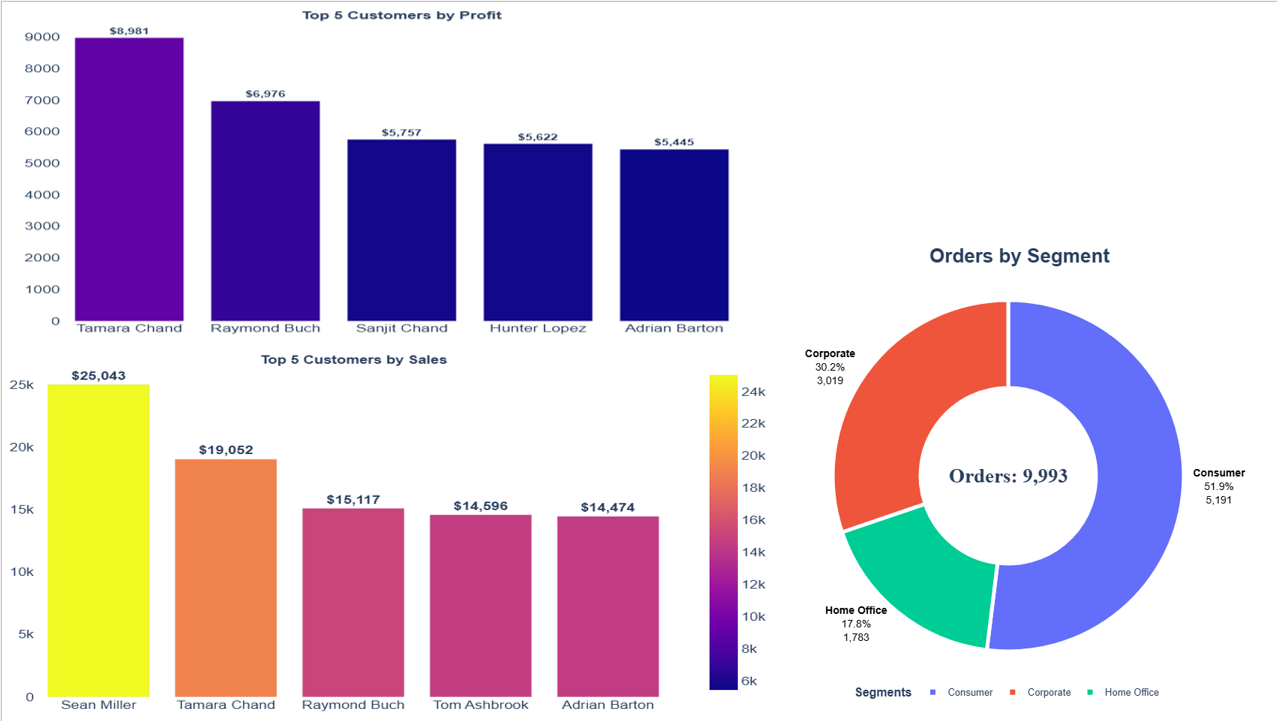 Top 5 Customers by Profit
$8,981
$6,976
$5,757
$5,622
$5,445
9000
8000
7000
6000
5000
4000
3000
2000
1000
0
Tamara Chand
Raymond Buch
Sanjit Chand
Hunter Lopez
Adrian Barton
Top 5 Customers by Sales
$25,043
$19,052
$15,117
$14,596
$14,474
25k
20k
15k
10k
5k
0
Sean Miller
Tamara Chand
Raymond Buch
Tom Ashbrook
Adrian Barton
24k
22k
20k
18k
16k
14k
12k
10k
8k
6k
Orders by Segment
Corporate
30.2%
3,019
Orders: 9,993
Consumer
51.9%
5,191
Home Office
17.8%
1,783
Segments Consumer Corporate Home Office